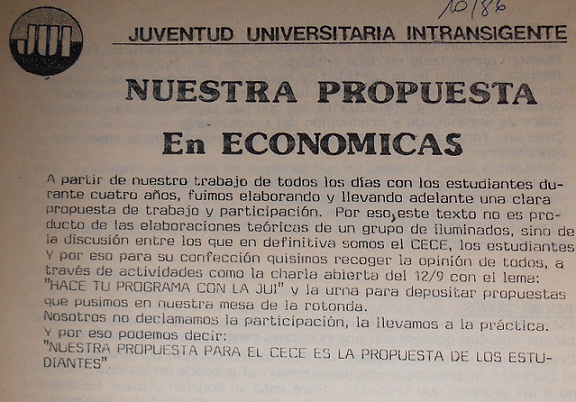 10/86
JUI
JUVENTUD UNIVERSITARIA INTRANSIGENTE
NUESTRA PROPUESTA
En ECONOMICAS
A partir de nuestro trabajo de todos los días con los estudiantes du-
rante cuatro años, fuimos elaborando y llevando adelante una clara
propuesta de trabajo y participación. Por eso, este texto no es pro-
ducto de las elaboraciones teóricas de un grupo de iluminados, sino de
la discusión entre los que en definitiva somos el CECE, los estudiantes
Y por eso para su confección quisimos recoger la opinión de todos, a
través de actividades como la charla abierta del 12/9 con el lema:
"HACE TU PROGRAMA CON LA JUI" y la urna para depositar propuestas
que pusimos en nuestra mesa de la rotonda.
Nosotros no declamamos la participación, la llevamos a la práctica.
Y por eso podemos decir:
"NUESTRA PROPUESTA PARA EL CECE ES LA PROPUESTA DE LOS ESTU-
DIANTES".